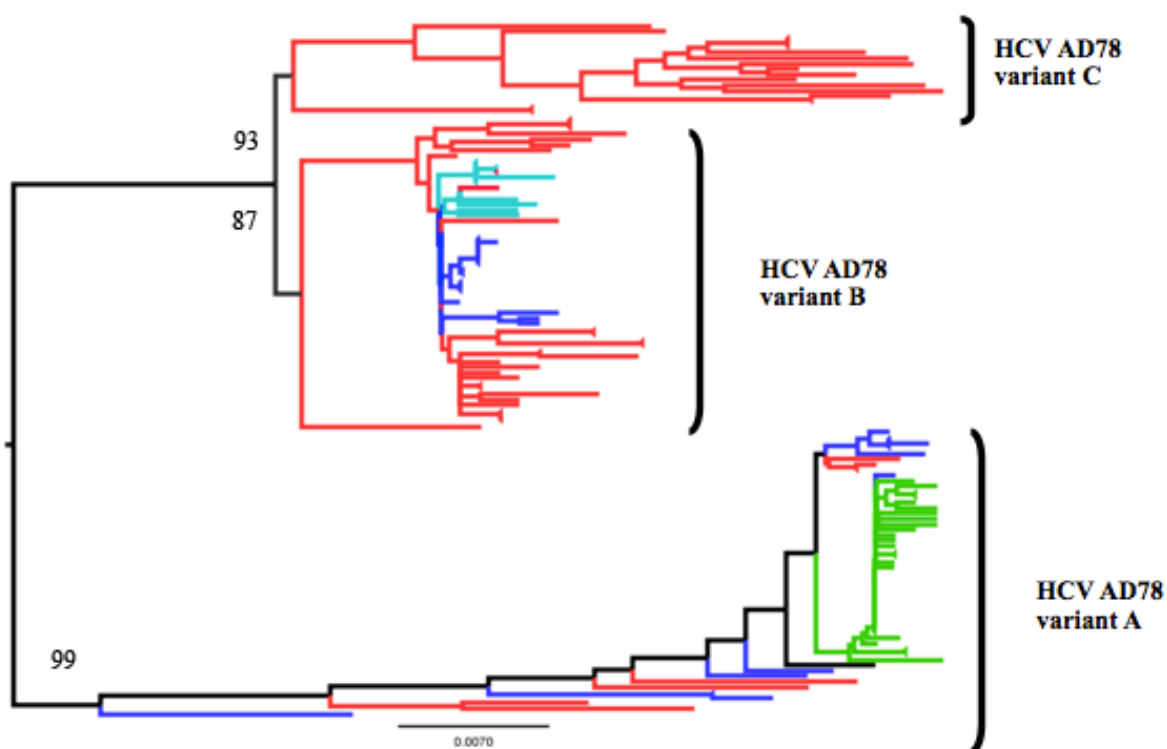 HCV AD78
variant C
93
87
HCV AD78
variant B
HCV AD78
variant A
99
0.0070